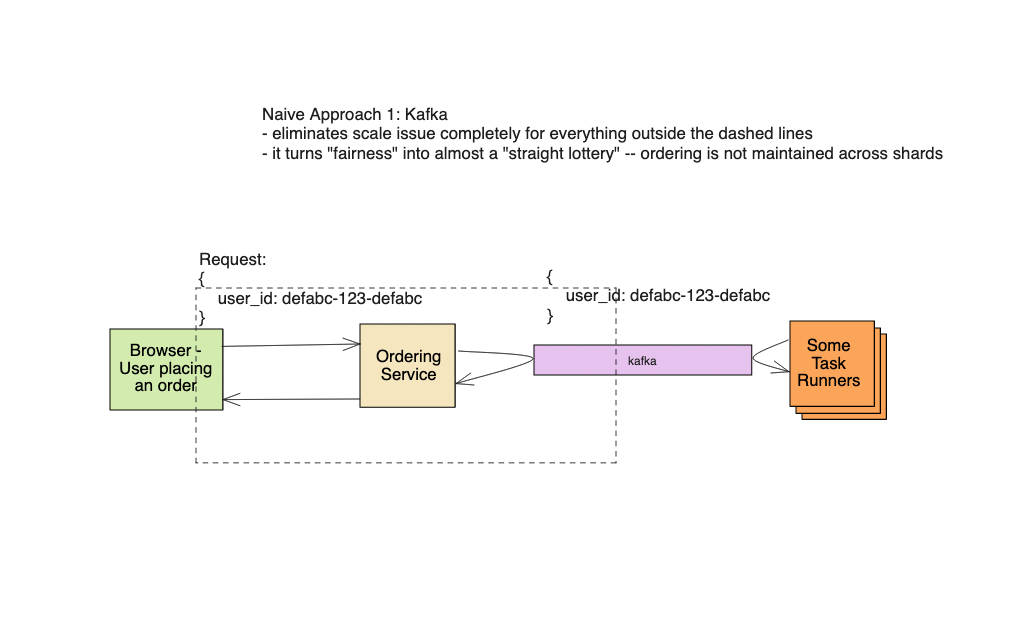 Naive Approach 1: Kafka
- eliminates scale issue completely for everything outside the dashed lines
- it turns "fairness" into almost a "straight lottery" -- ordering is not maintained across shards
Request:
{
user_id: defabc-123-defabc
}
{
user_id: defabc-123-defabc
}
Browser -
User placing
an order
Ordering
Service
kafka
Some
Task
Runners